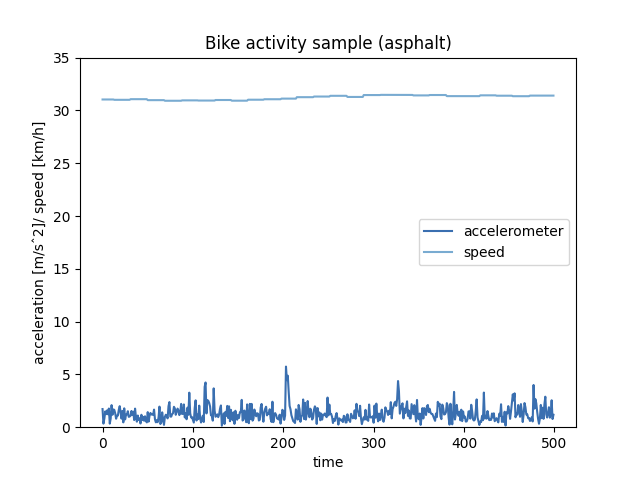 Bike activity sample (asphalt)
35
30
25
20
15
10
5
0
acceleration [m/s^2]/ speed [km/h]
accelerometer
speed
0 100 200 300 400 500
time